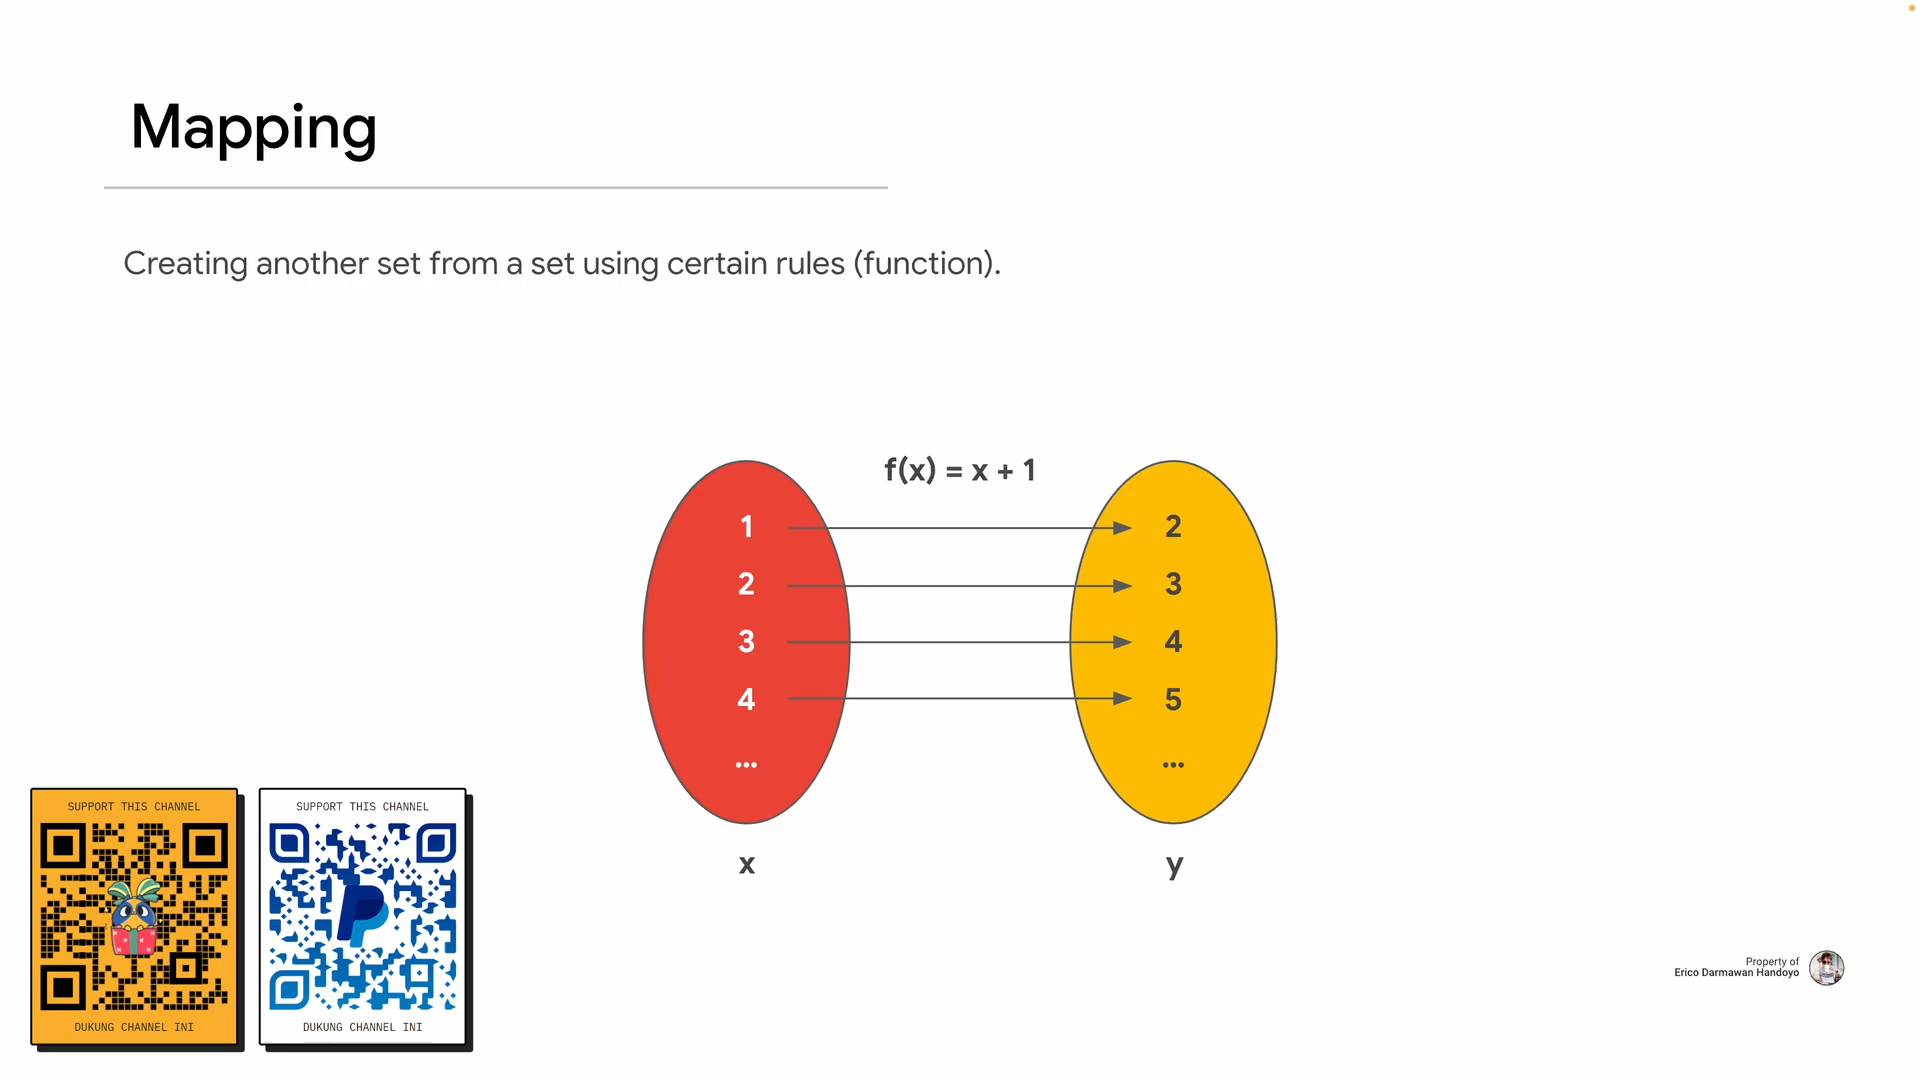 Mapping
Creating another set from a set using certain rules (function).
f(x) = x + 1
1 2
2 3
3 4
4 5
... ...
x y
SUPPORT THIS CHANNEL
DUKUNG CHANNEL INI
SUPPORT THIS CHANNEL
DUKUNG CHANNEL INI
Property of
Erico Darmawan Handoyo